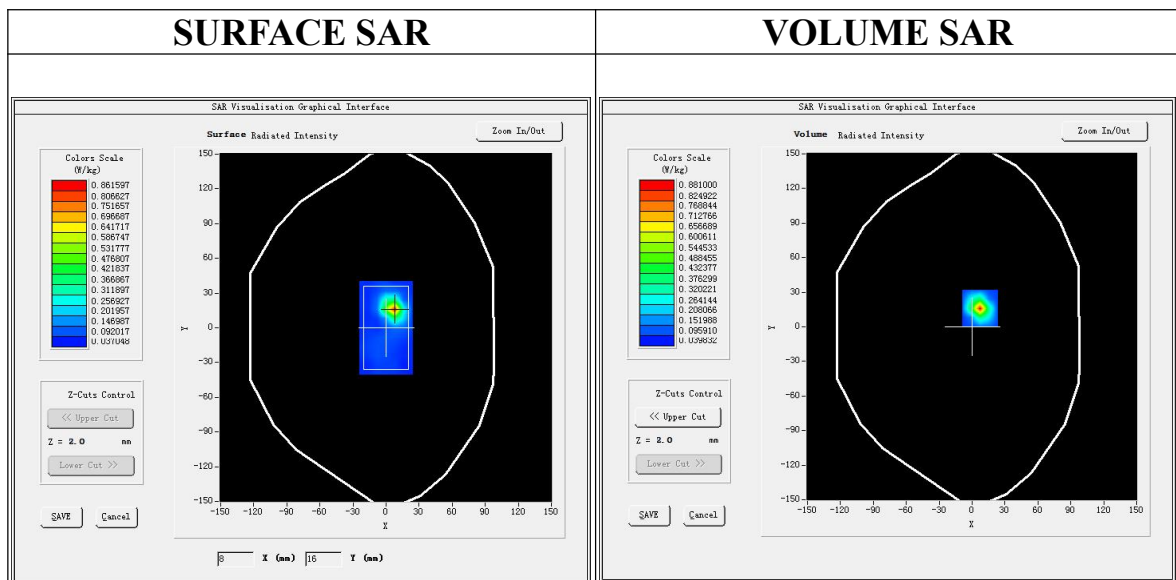 SURFACE SAR
VOLUME SAR
SAR Visualisation Graphical Interface
Surface Radiated Intensity
Zoom In/Out
Colors Scale
(W/kg)
0.861597
0.806627
0.751657
0.696687
0.641717
0.586747
0.531777
0.476807
0.421837
0.366867
0.311897
0.256927
0.201957
0.146987
0.092017
0.037048
150
120
90
60
30
0
-30
-60
-90
-120
-150
Y
-150 -120 -90 -60 -30 0 30 60 90 120 150
X
Z-Cuts Control
<< Upper Cut
Z = 2.0 mm
Lower Cut >>
SAVE Cancel
8 X (mm) 16 Y (mm)
SAR Visualisation Graphical Interface
Volume Radiated Intensity
Zoom In/Out
Colors Scale
(W/kg)
0.881000
0.824922
0.768844
0.712766
0.656689
0.600611
0.544533
0.488455
0.432377
0.376299
0.320221
0.264144
0.208066
0.151988
0.095910
0.039832
150
120
90
60
30
0
-30
-60
-90
-120
-150
Y
-150 -120 -90 -60 -30 0 30 60 90 120 150
X
Z-Cuts Control
<< Upper Cut
Z = 2.0 mm
Lower Cut >>
SAVE Cancel